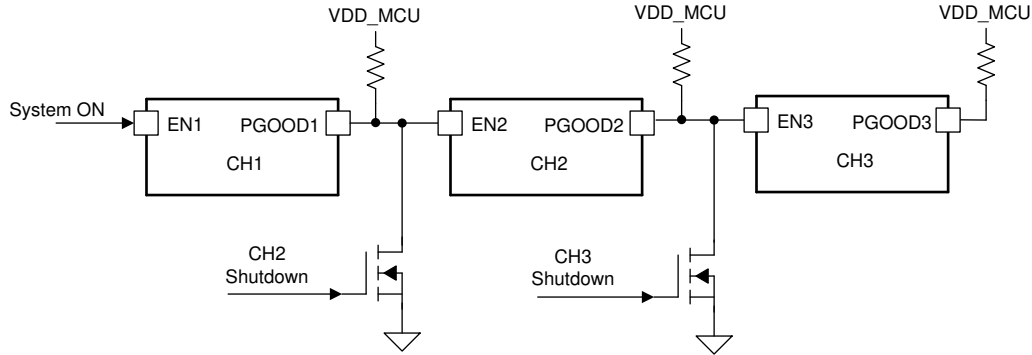 VDD_MCU
VDD_MCU
VDD_MCU
System ON
EN1
PGOOD1
CH1
EN2
PGOOD2
CH2
EN3
PGOOD3
CH3
CH2
Shutdown
CH3
Shutdown